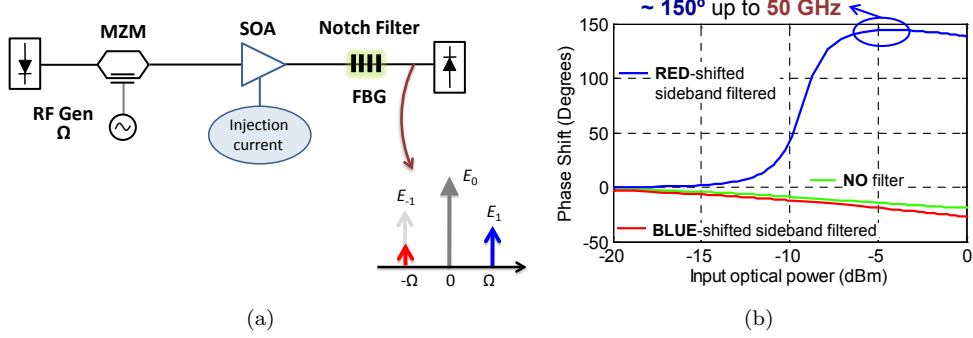 MZM
SOA
Notch Filter
FBG
RF Gen
Ω
Injection
current
E₀
E₋₁
E₁
-Ω
0
Ω
(a)
~ 150º up to 50 GHz
Phase Shift (Degrees)
150
100
50
0
-50
RED-shifted
sideband filtered
NO filter
BLUE-shifted sideband filtered
-20
-15
-10
-5
0
Input optical power (dBm)
(b)